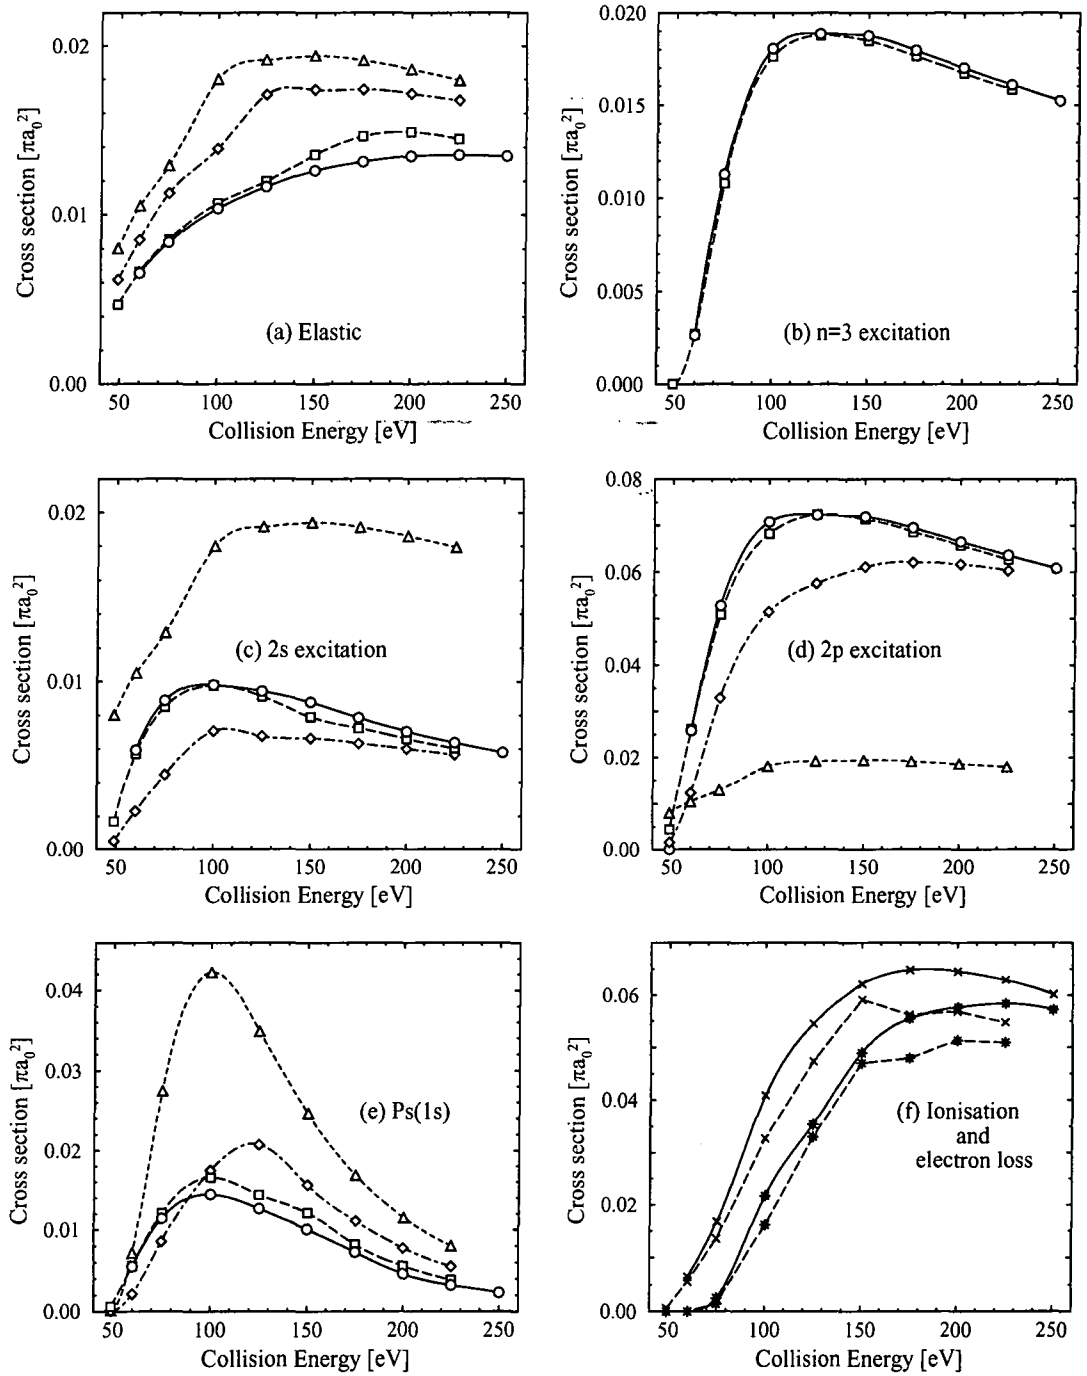 0.02
0.01
0.00
Cross section [πa₀²]
(a) Elastic
50 100 150 200 250
Collision Energy [eV]
0.020
0.015
0.010
0.005
0.000
Cross section [πa₀²]
(b) n=3 excitation
50 100 150 200 250
Collision Energy [eV]
0.02
0.01
0.00
Cross section [πa₀²]
(c) 2s excitation
50 100 150 200 250
Collision Energy [eV]
0.08
0.06
0.04
0.02
0.00
Cross section [πa₀²]
(d) 2p excitation
50 100 150 200 250
Collision Energy [eV]
0.04
0.03
0.02
0.01
0.00
Cross section [πa₀²]
(e) Ps(1s)
50 100 150 200 250
Collision Energy [eV]
0.06
0.04
0.02
0.00
Cross section [πa₀²]
(f) Ionisation
and
electron loss
50 100 150 200 250
Collision Energy [eV]